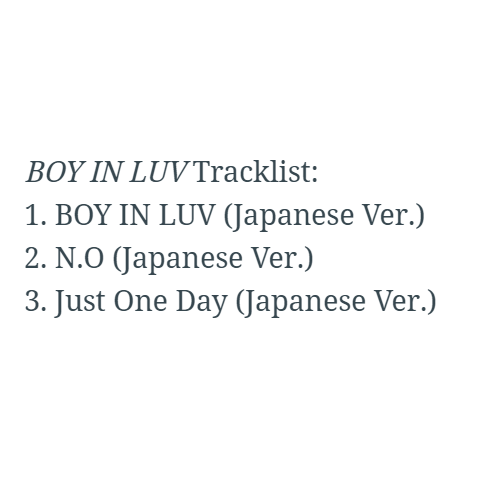 BOY IN LUV Tracklist:
1. BOY IN LUV (Japanese Ver.)
2. N.O (Japanese Ver.)
3. Just One Day (Japanese Ver.)